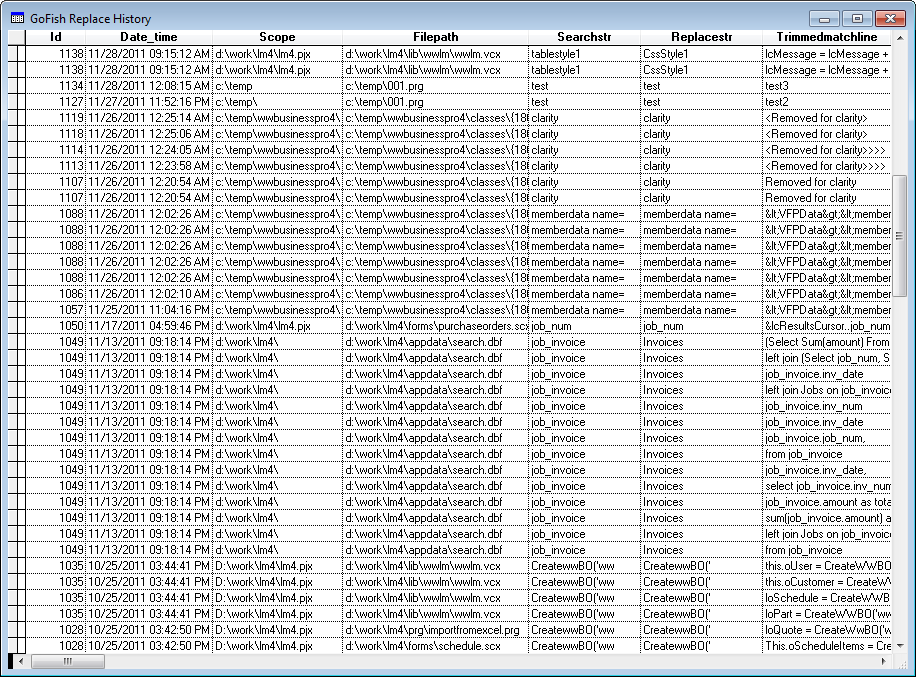 GoFish Replace History
Id Date_time Scope Filepath Searchstr Replacestr Trimmedmatchline
1138 11/28/2011 09:15:12 AM d:\work\lm4\lm4.pjx d:\work\lm4\lib\wwlm\wwlm.vcx tablestyle1 CssStyle1 lcMessage = lcMessage +
1138 11/28/2011 09:15:12 AM d:\work\lm4\lm4.pjx d:\work\lm4\lib\wwlm\wwlm.vcx tablestyle1 CssStyle1 lcMessage = lcMessage +
1134 11/28/2011 12:08:15 AM c:\temp c:\temp\001.prg test test test3
1127 11/27/2011 11:52:16 PM c:\temp\ c:\temp\001.prg test test test2
1119 11/26/2011 12:25:14 AM c:\temp\wwbusinesspro4\ c:\temp\wwbusinesspro4\classes\{18 clarity clarity <Removed for clarity>
1118 11/26/2011 12:25:06 AM c:\temp\wwbusinesspro4\ c:\temp\wwbusinesspro4\classes\{18 clarity clarity <Removed for clarity>
1114 11/26/2011 12:24:05 AM c:\temp\wwbusinesspro4\ c:\temp\wwbusinesspro4\classes\{18 clarity clarity <Removed for clarity>>>>
1113 11/26/2011 12:23:58 AM c:\temp\wwbusinesspro4\ c:\temp\wwbusinesspro4\classes\{18 clarity clarity <Removed for clarity>>>>
1107 11/26/2011 12:20:54 AM c:\temp\wwbusinesspro4\ c:\temp\wwbusinesspro4\classes\{18 clarity clarity Removed for clarity
1107 11/26/2011 12:20:54 AM c:\temp\wwbusinesspro4\ c:\temp\wwbusinesspro4\classes\{18 clarity clarity Removed for clarity
1088 11/26/2011 12:02:26 AM c:\temp\wwbusinesspro4\ c:\temp\wwbusinesspro4\classes\{18 memberdata name= memberdata name= &lt;VFPData&gt;&lt;member
1088 11/26/2011 12:02:26 AM c:\temp\wwbusinesspro4\ c:\temp\wwbusinesspro4\classes\{18 memberdata name= memberdata name= &lt;VFPData&gt;&lt;member
1088 11/26/2011 12:02:26 AM c:\temp\wwbusinesspro4\ c:\temp\wwbusinesspro4\classes\{18 memberdata name= memberdata name= &lt;VFPData&gt;&lt;member
1088 11/26/2011 12:02:26 AM c:\temp\wwbusinesspro4\ c:\temp\wwbusinesspro4\classes\{18 memberdata name= memberdata name= &lt;VFPData&gt;&lt;member
1088 11/26/2011 12:02:26 AM c:\temp\wwbusinesspro4\ c:\temp\wwbusinesspro4\classes\{18 memberdata name= memberdata name= &lt;VFPData&gt;&lt;member
1086 11/26/2011 12:02:10 AM c:\temp\wwbusinesspro4\ c:\temp\wwbusinesspro4\classes\{18 memberdata name= memberdata name= &lt;VFPData&gt;&lt;member
1057 11/25/2011 11:04:16 PM c:\temp\wwbusinesspro4\ c:\temp\wwbusinesspro4\classes\{18 memberdata name= memberdata name= &lt;VFPData&gt;&lt;member
1050 11/17/2011 04:59:46 PM d:\work\lm4\lm4.pjx d:\work\lm4\forms\purchaseorders.scx job_num job_num &lcResultsCursor..job_num
1049 11/13/2011 09:18:14 PM d:\work\lm4\ d:\work\lm4\appdata\search.dbf job_invoice Invoices (Select Sum(amount) From
1049 11/13/2011 09:18:14 PM d:\work\lm4\ d:\work\lm4\appdata\search.dbf job_invoice Invoices left join (Select job_num, S
1049 11/13/2011 09:18:14 PM d:\work\lm4\ d:\work\lm4\appdata\search.dbf job_invoice Invoices job_invoice.inv_date
1049 11/13/2011 09:18:14 PM d:\work\lm4\ d:\work\lm4\appdata\search.dbf job_invoice Invoices left join Jobs on job_invoice
1049 11/13/2011 09:18:14 PM d:\work\lm4\ d:\work\lm4\appdata\search.dbf job_invoice Invoices job_invoice.inv_num
1049 11/13/2011 09:18:14 PM d:\work\lm4\ d:\work\lm4\appdata\search.dbf job_invoice Invoices job_invoice.inv_date
1049 11/13/2011 09:18:14 PM d:\work\lm4\ d:\work\lm4\appdata\search.dbf job_invoice Invoices job_invoice.job_num,
1049 11/13/2011 09:18:14 PM d:\work\lm4\ d:\work\lm4\appdata\search.dbf job_invoice Invoices from job_invoice
1049 11/13/2011 09:18:14 PM d:\work\lm4\ d:\work\lm4\appdata\search.dbf job_invoice Invoices job_invoice.inv_date,
1049 11/13/2011 09:18:14 PM d:\work\lm4\ d:\work\lm4\appdata\search.dbf job_invoice Invoices select job_invoice.inv_num
1049 11/13/2011 09:18:14 PM d:\work\lm4\ d:\work\lm4\appdata\search.dbf job_invoice Invoices job_invoice.amount as tota
1049 11/13/2011 09:18:14 PM d:\work\lm4\ d:\work\lm4\appdata\search.dbf job_invoice Invoices sum(job_invoice.amount) a
1049 11/13/2011 09:18:14 PM d:\work\lm4\ d:\work\lm4\appdata\search.dbf job_invoice Invoices left join Jobs on job_invoice
1049 11/13/2011 09:18:14 PM d:\work\lm4\ d:\work\lm4\appdata\search.dbf job_invoice Invoices from job_invoice
1035 10/25/2011 03:44:41 PM D:\work\lm4\lm4.pjx d:\work\lm4\lib\wwlm\wwlm.vcx CreatewwBO('ww CreatewwBO(' this.oUser = CreateWWBO
1035 10/25/2011 03:44:41 PM D:\work\lm4\lm4.pjx d:\work\lm4\lib\wwlm\wwlm.vcx CreatewwBO('ww CreatewwBO(' this.oCustomer = CreateW
1035 10/25/2011 03:44:41 PM D:\work\lm4\lm4.pjx d:\work\lm4\lib\wwlm\wwlm.vcx CreatewwBO('ww CreatewwBO(' loSchedule = CreateWWB
1035 10/25/2011 03:44:41 PM D:\work\lm4\lm4.pjx d:\work\lm4\lib\wwlm\wwlm.vcx CreatewwBO('ww CreatewwBO(' loPart = CreateWWBO('ww
1028 10/25/2011 03:42:50 PM D:\work\lm4\lm4.pjx d:\work\lm4\prg\importfromexcel.prg CreatewwBO('ww CreatewwBO(' loQuote = CreateWwBO('w
1028 10/25/2011 03:42:50 PM D:\work\lm4\lm4.pjx d:\work\lm4\forms\schedule.scx CreatewwBO('ww CreatewwBO(' This.oScheduleItems = Cre